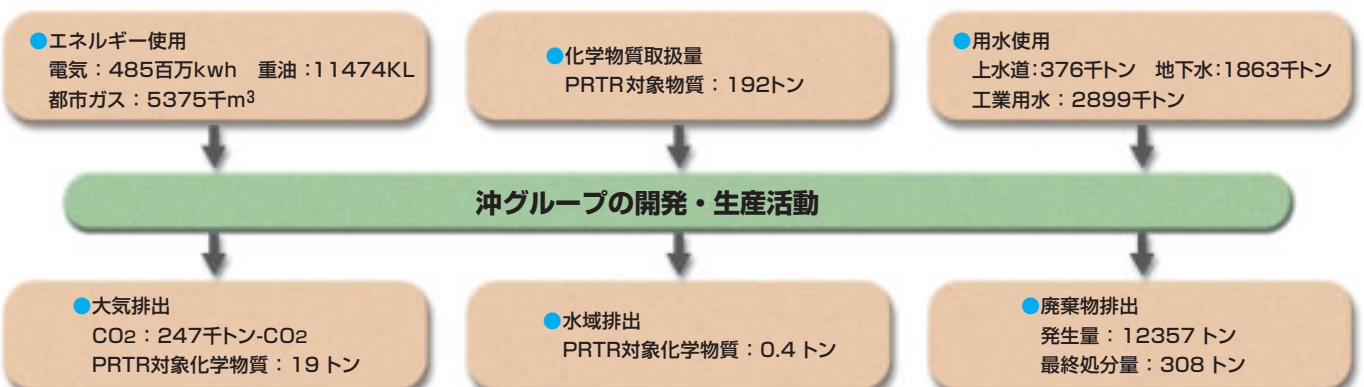 ●エネルギー使用
電気:485百万kwh 重油:11474KL
都市ガス:5375千m3
●化学物質取扱量
PRTR対象物質:192トン
●用水使用
上水道:376千トン 地下水:1863千トン
工業用水:2899千トン
沖グループの開発・生産活動
●大気排出
CO2:247千トン-CO2
PRTR対象化学物質:19トン
●水域排出
PRTR対象化学物質:0.4トン
●廃棄物排出
発生量:12357トン
最終処分量:308トン